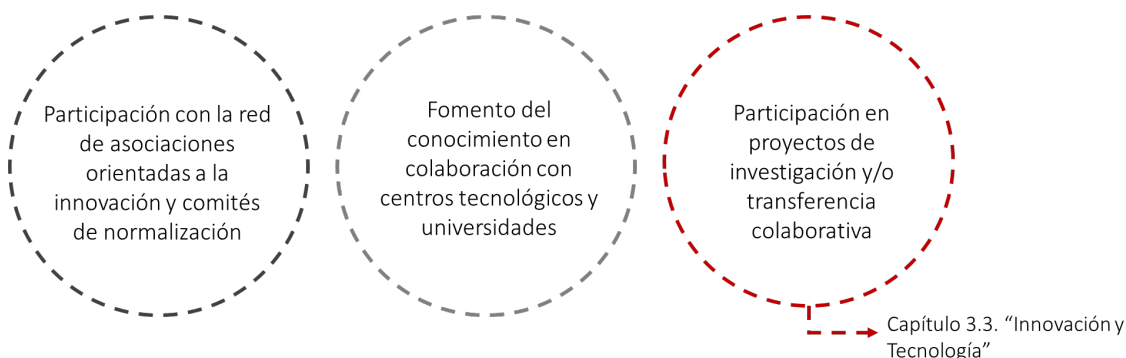 Participación con la red
de asociaciones
orientadas a la
innovación y comités
de normalización
Fomento del
conocimiento en
colaboración con
centros tecnológicos y
universidades
Participación en
proyectos de
investigación y/o
transferencia
colaborativa
Capítulo 3.3. “Innovación y
Tecnología”